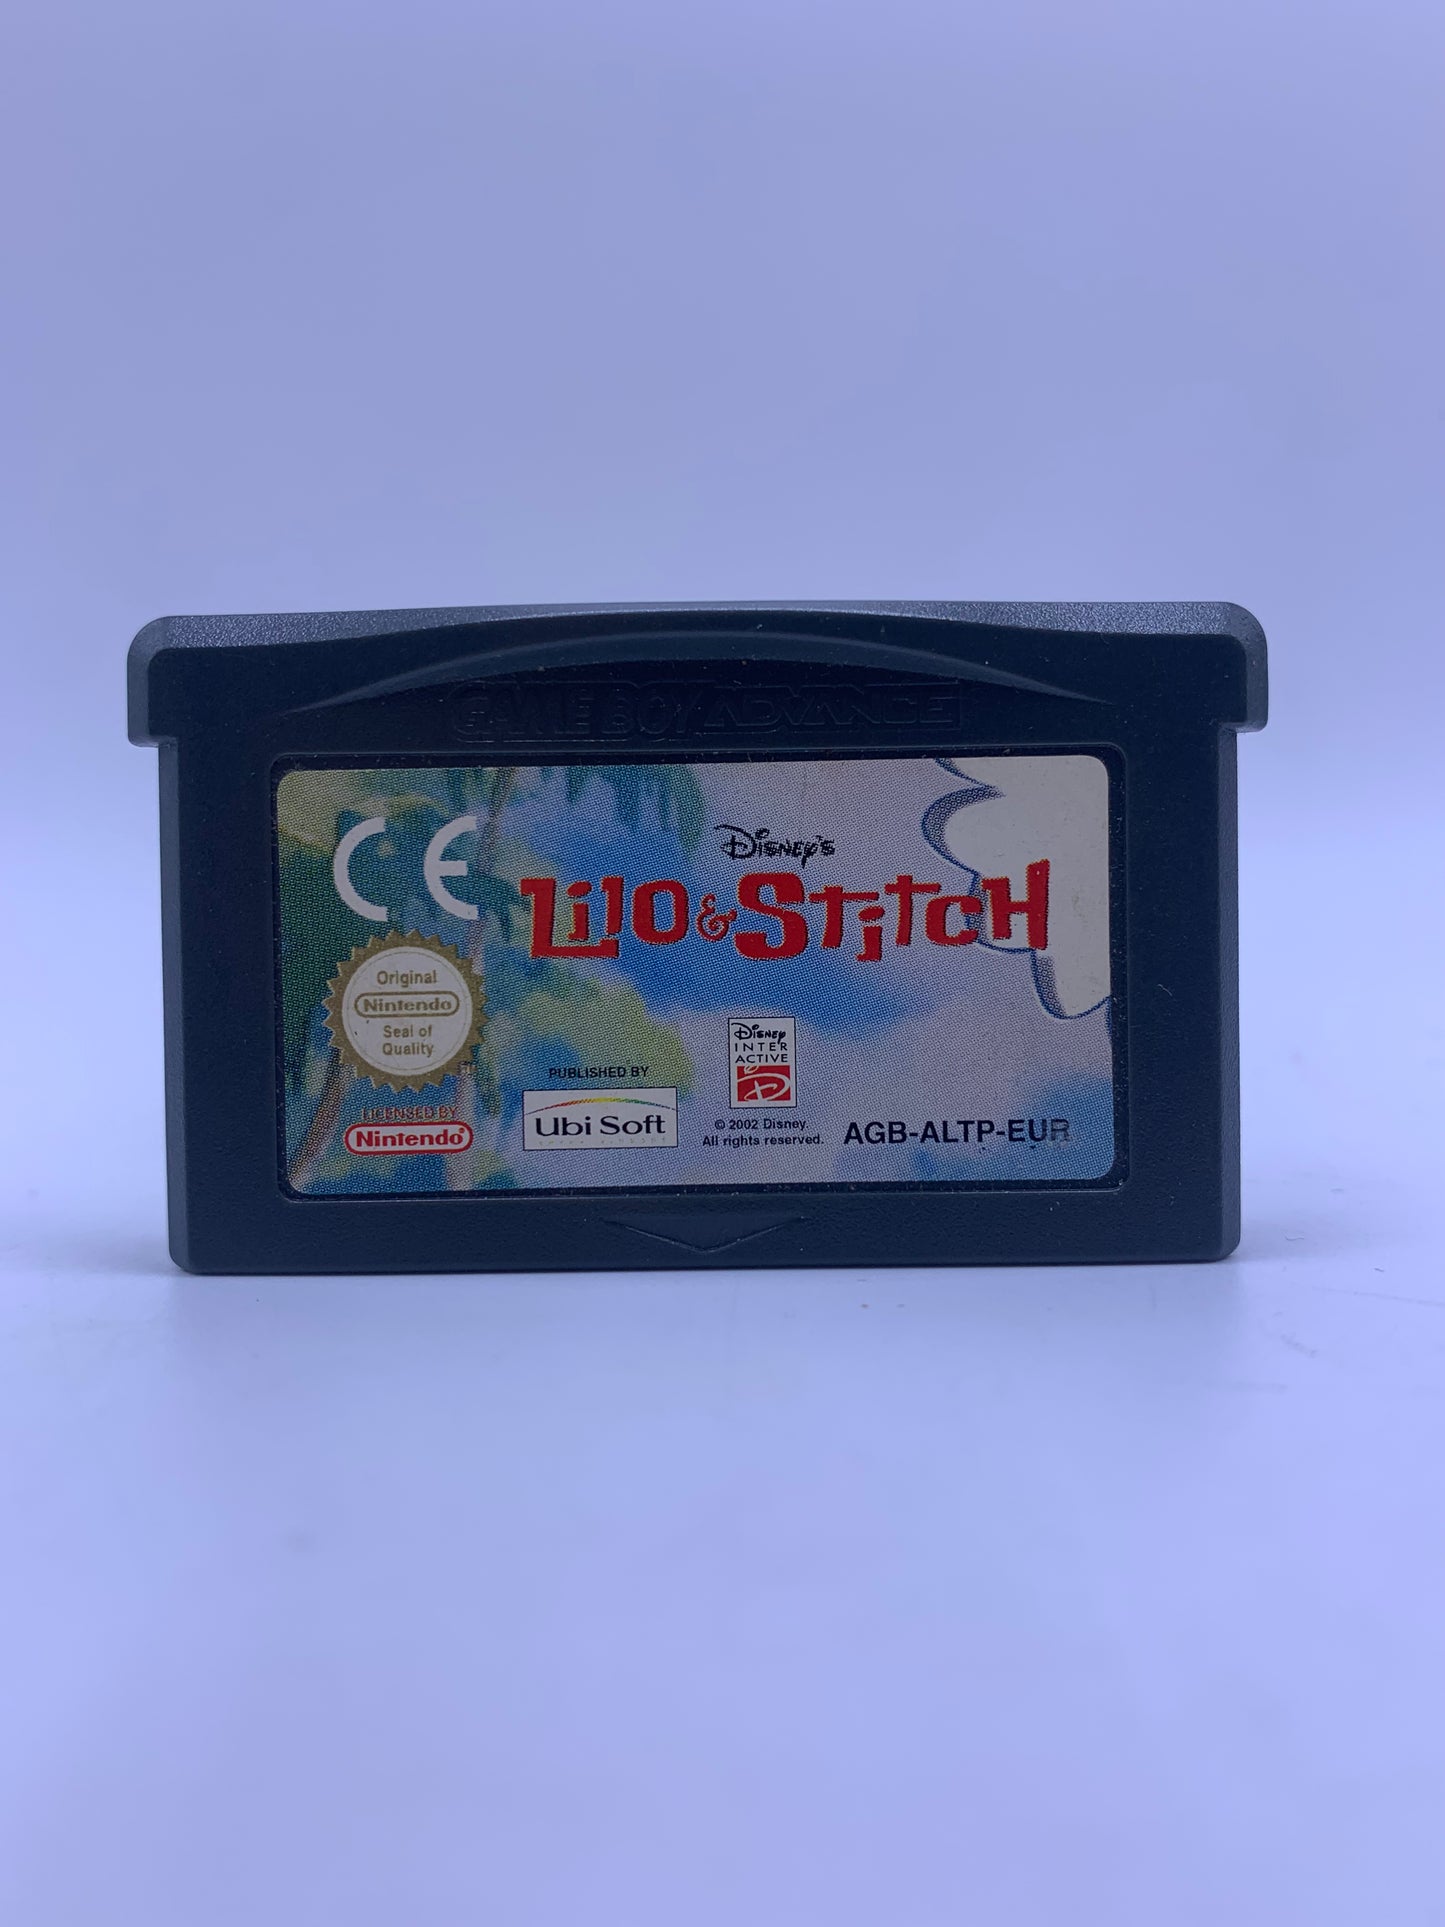 GAME BOY ADVANCE
CE
Disney's
Lilo & Stitch
Original
Nintendo
Seal of
Quality
TM
LICENSED BY
Nintendo
PUBLISHED BY
Ubi Soft
Disney
INTER
ACTIVE
© 2002 Disney.
All rights reserved.
AGB-ALTP-EUR